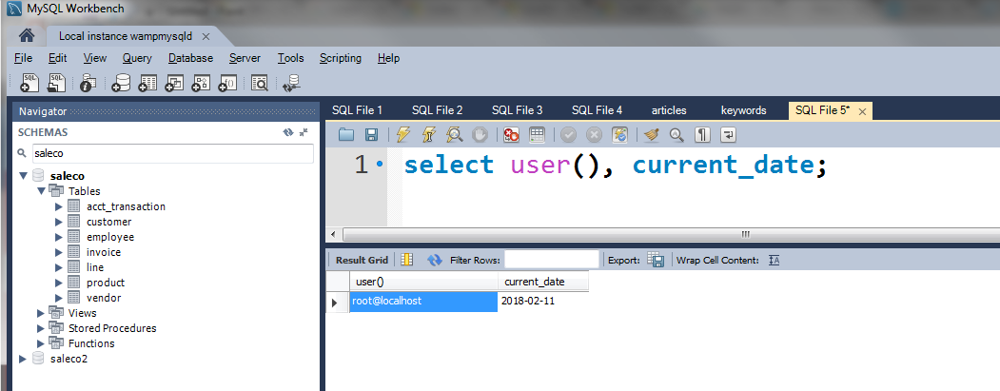 MySQL Workbench
Local instance wampmysqld
File Edit View Query Database Server Tools Scripting Help
Navigator
SCHEMAS
saleco
saleco
Tables
acct_transaction
customer
employee
invoice
line
product
vendor
Views
Stored Procedures
Functions
saleco2
SQL File 1 SQL File 2 SQL File 3 SQL File 4 articles keywords SQL File 5*
1 select user(), current_date;
Result Grid Filter Rows: Export: Wrap Cell Content:
user() current_date
root@localhost 2018-02-11